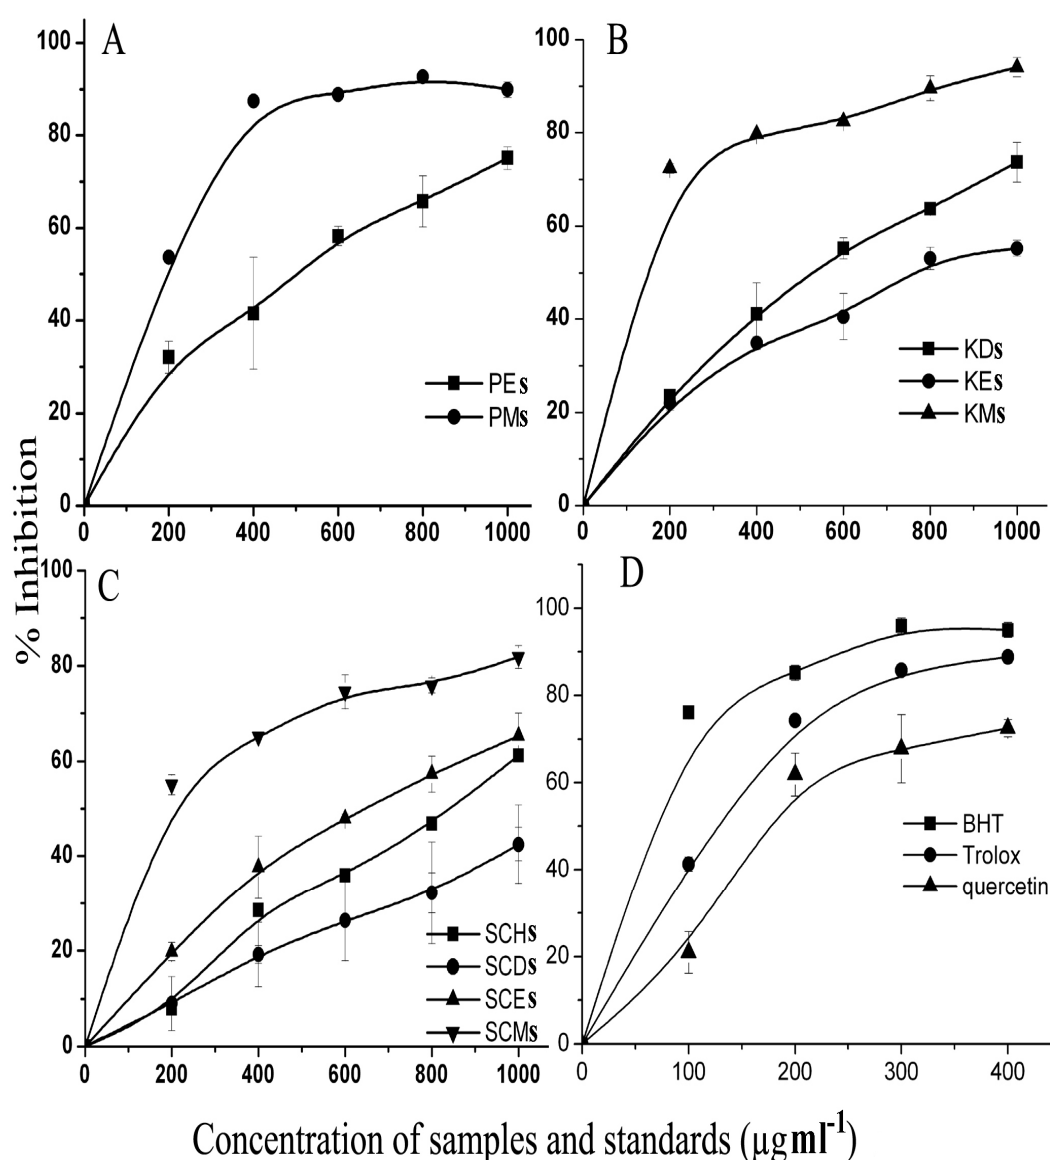 A
100
80
60
40
20
0
0 200 400 600 800 1000
PEs
PMs
B
100
80
60
40
20
0
0 200 400 600 800 1000
KDs
KEs
KMs
% Inhibition
C
100
80
60
40
20
0
0 200 400 600 800 1000
SCHs
SCDs
SCEs
SCMs
D
100
80
60
40
20
0
0 100 200 300 400
BHT
Trolox
quercetin
Concentration of samples and standards (µg ml-1)